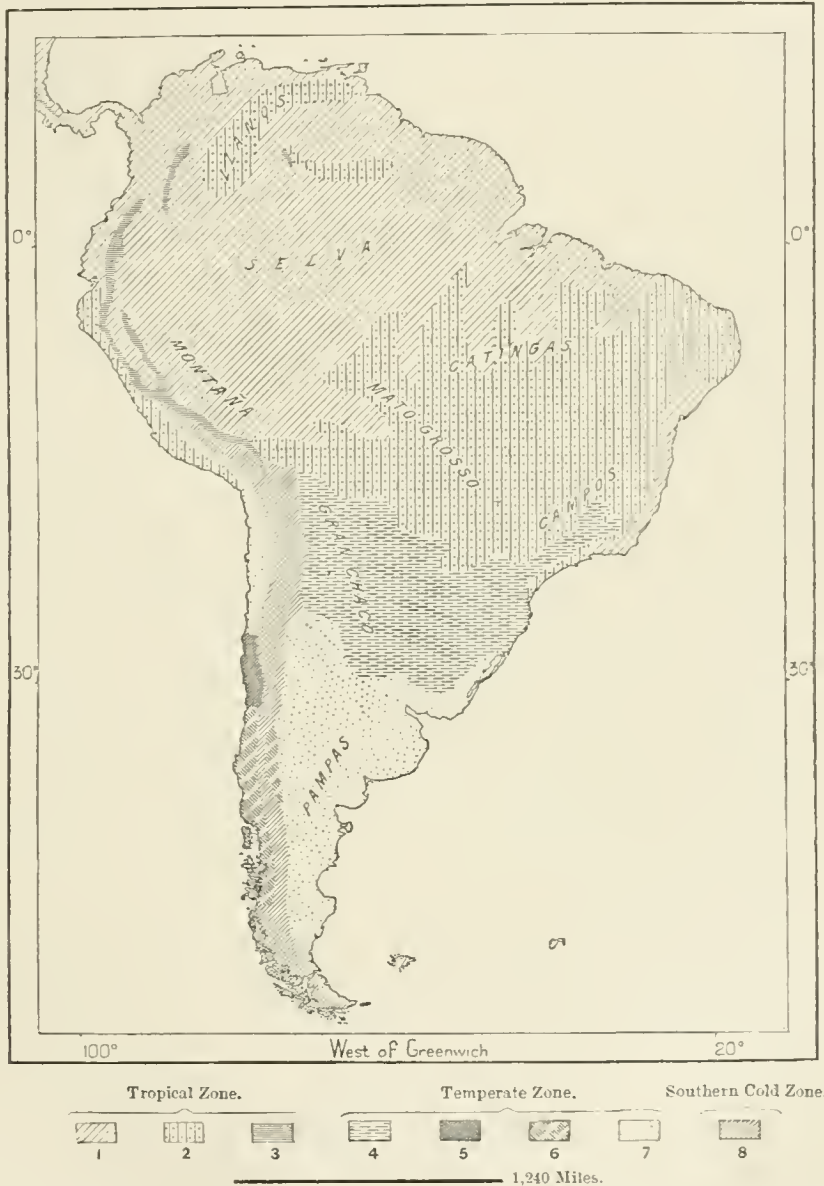 LLANOS
0°
0°
SELVA
CATINGAS
MONTAÑA
MATO GROSSO
CAMPOS
GRAN CHACO
30°
30°
PAMPAS
100°
West of Greenwich
20°
Tropical Zone.
Temperate Zone.
Southern Cold Zone
1 2 3 4 5 6 7 8
1,240 Miles.